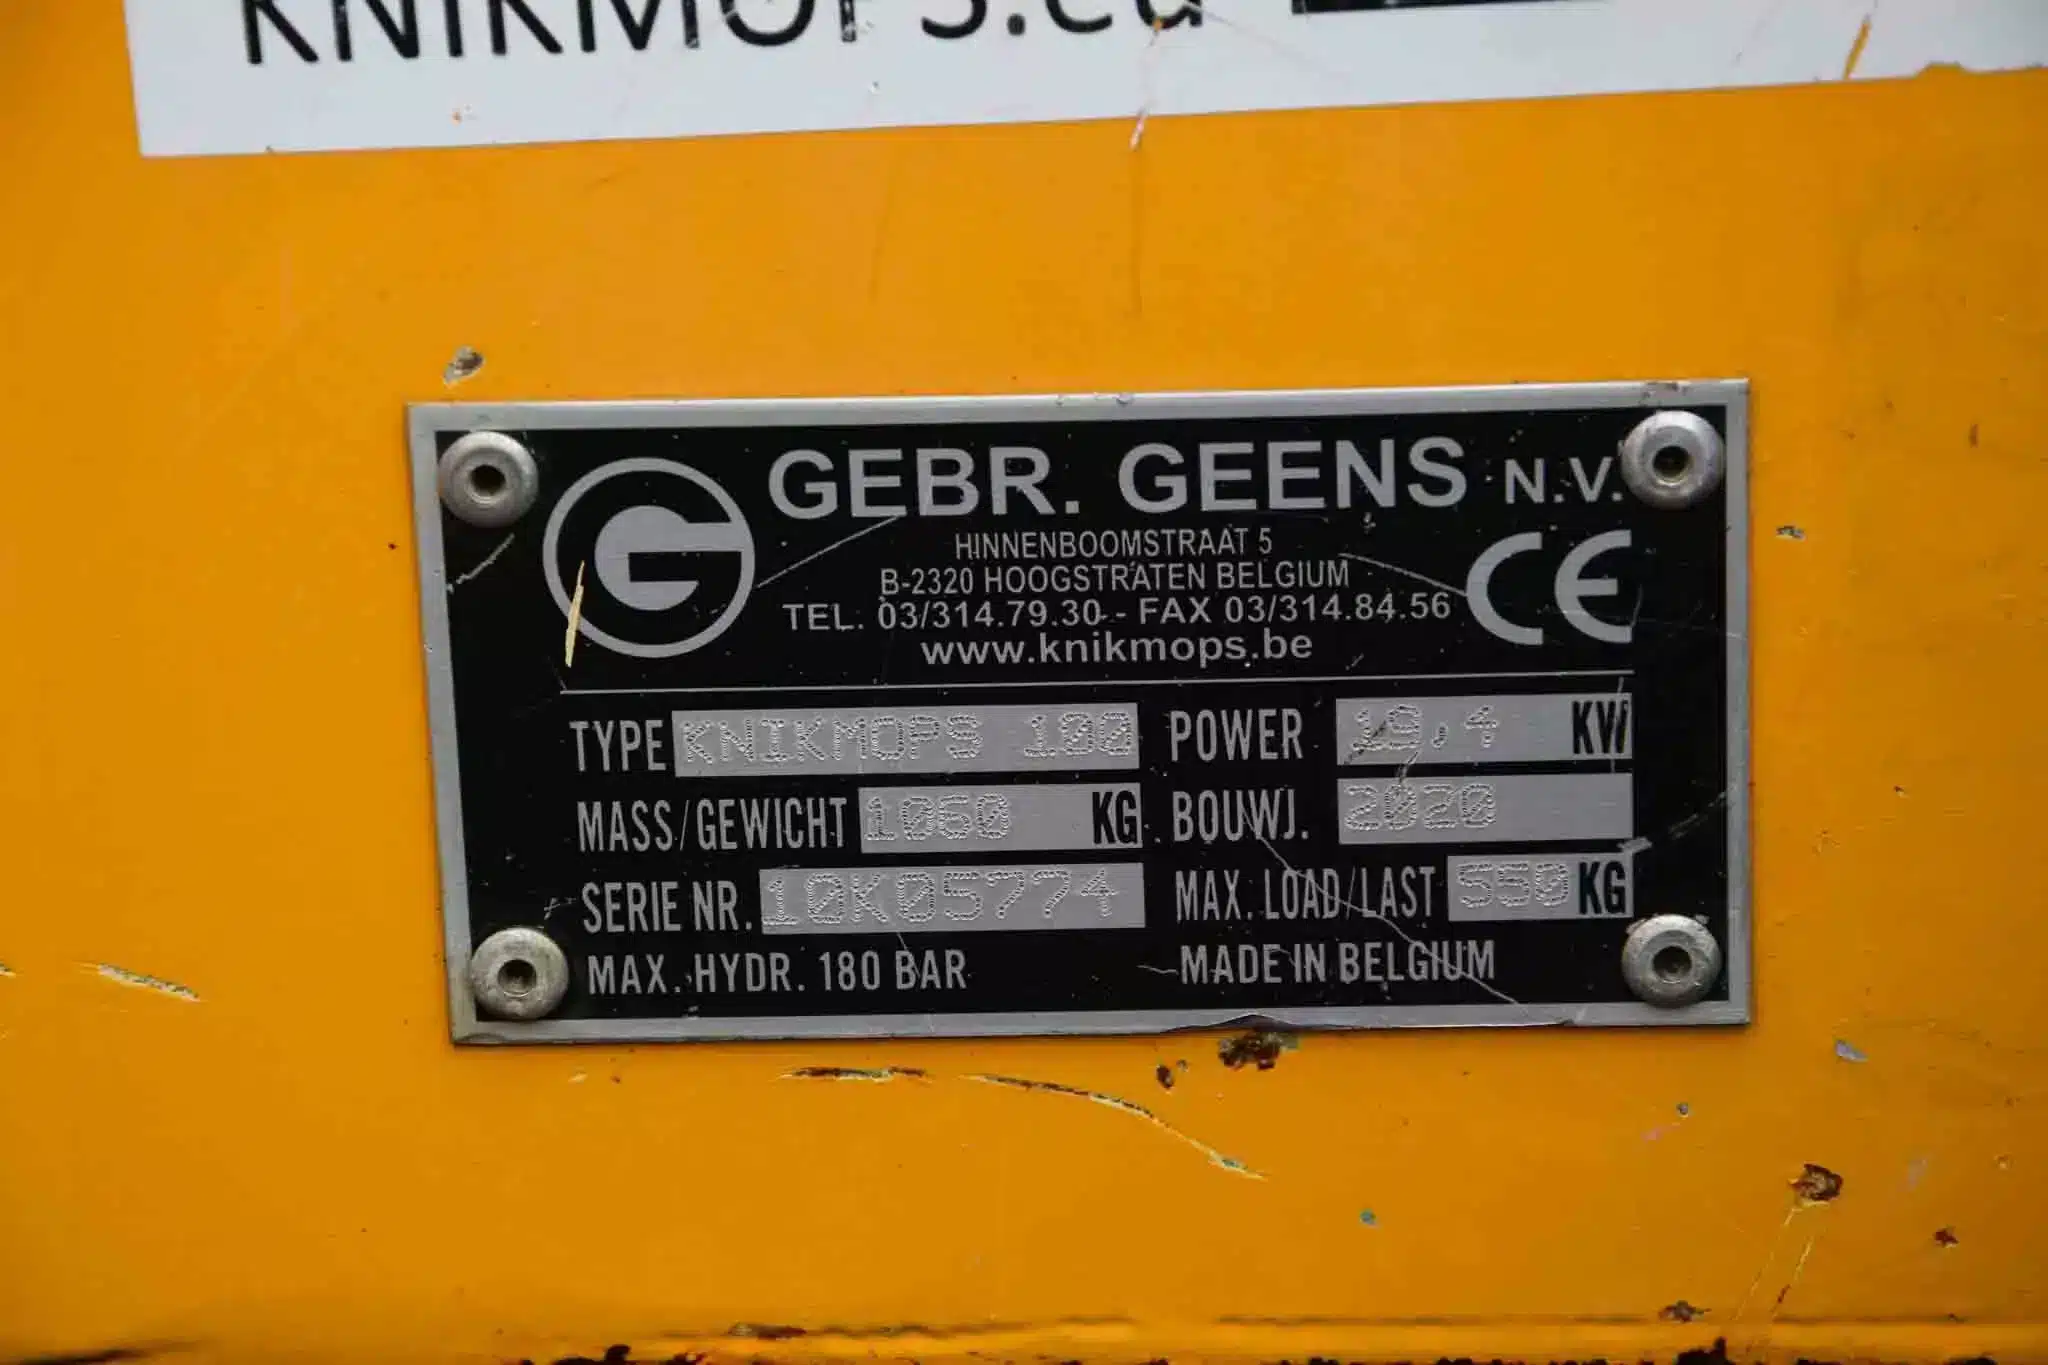 KNIKMOPS.eu
GEBR. GEENS N.V.
HINNENBOOMSTRAAT 5
B-2320 HOOGSTRATEN BELGIUM
TEL. 03/314.79.30 - FAX 03/314.84.56
www.knikmops.be
CE
TYPE KNIKMOPS 100 POWER 19,4 KW
MASS/GEWICHT 1060 KG BOUWJ. 2020
SERIE NR. 10K05774 MAX. LOAD/LAST 550 KG
MAX. HYDR. 180 BAR MADE IN BELGIUM